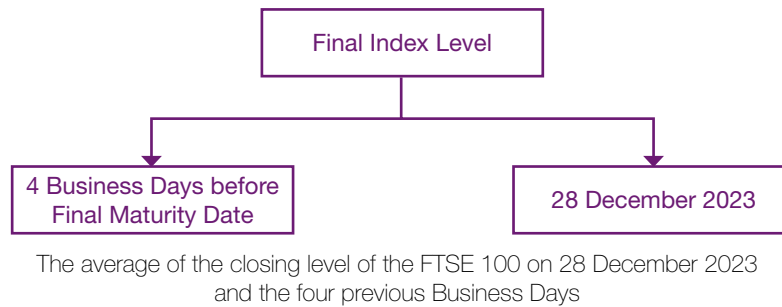 Final Index Level
4 Business Days before
Final Maturity Date
28 December 2023
The average of the closing level of the FTSE 100 on 28 December 2023
and the four previous Business Days